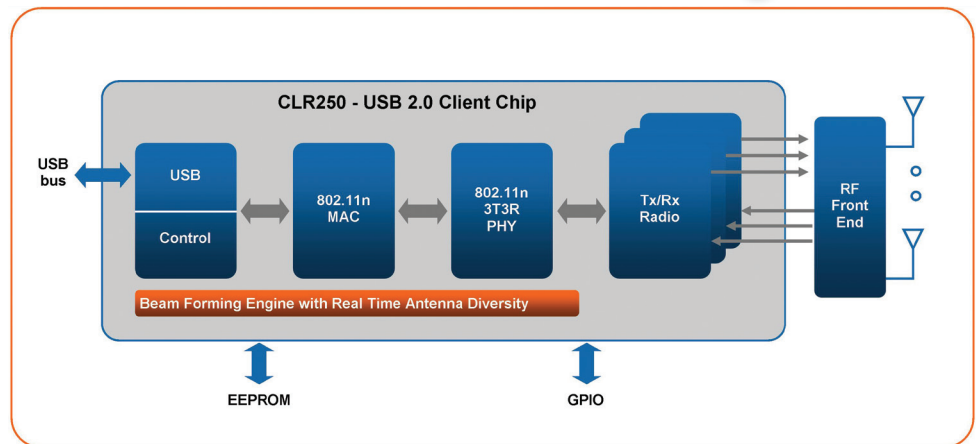 CLR250 - USB 2.0 Client Chip
USB
bus
USB
Control
802.11n
MAC
802.11n
3T3R
PHY
Tx/Rx
Radio
RF
Front
End
Beam Forming Engine with Real Time Antenna Diversity
EEPROM
GPIO